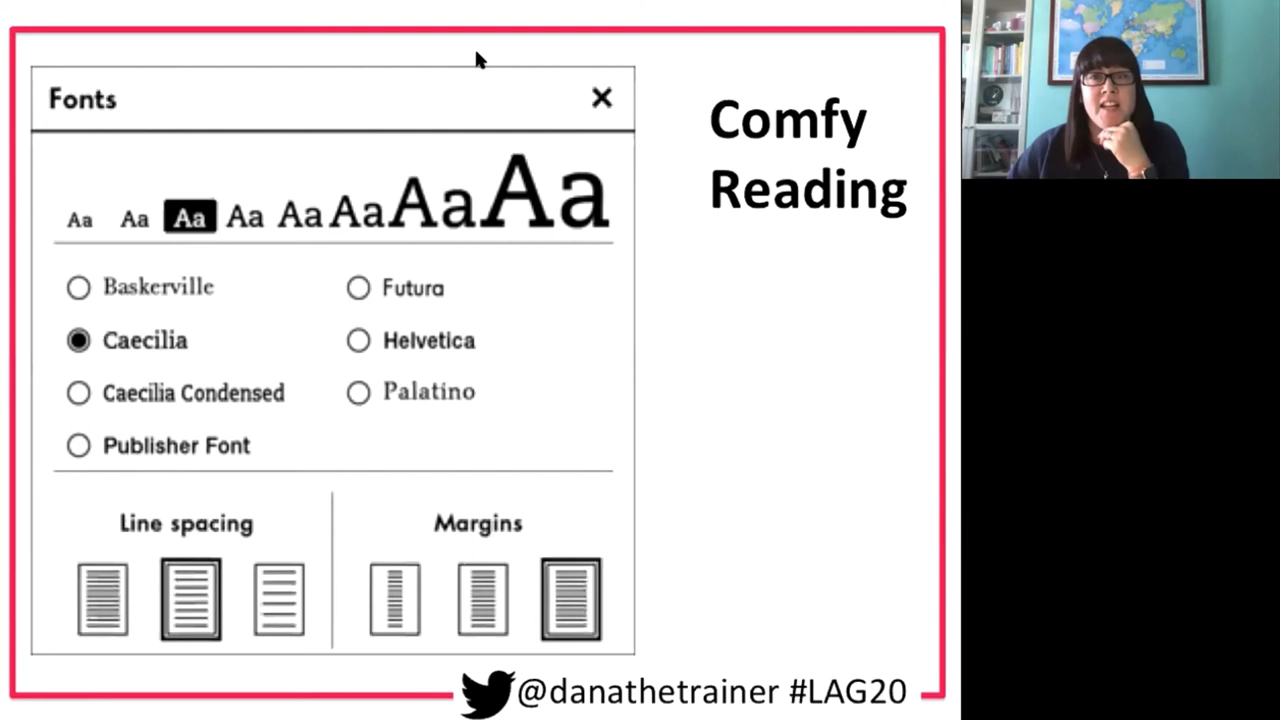 Fonts
Comfy
Reading
Aa Aa Aa Aa Aa Aa Aa Aa
Baskerville
Futura
Caecilia
Helvetica
Caecilia Condensed
Palatino
Publisher Font
Line spacing
Margins
@danathetrainer #LAG20